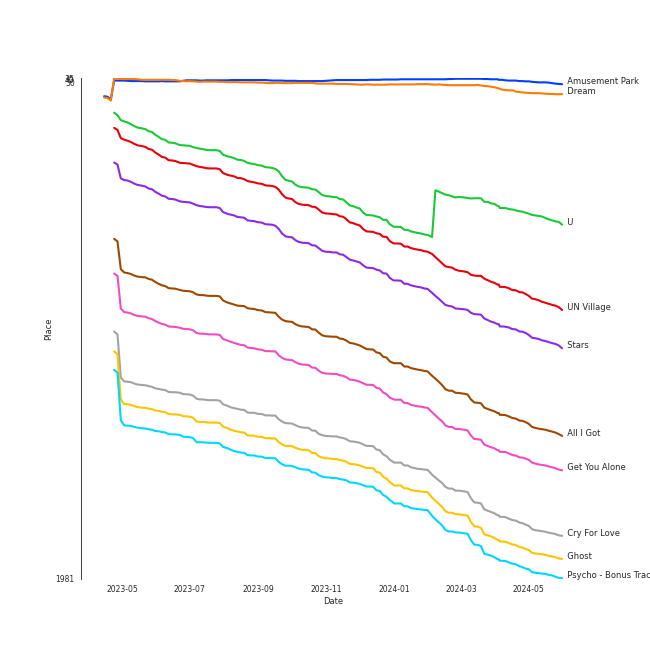 50
Amusement Park
Dream
U
UN Village
Stars
All I Got
Get You Alone
Cry For Love
Ghost
Psycho - Bonus Trac
1981
Place
2023-05 2023-07 2023-09 2023-11 2024-01 2024-03 2024-05
Date